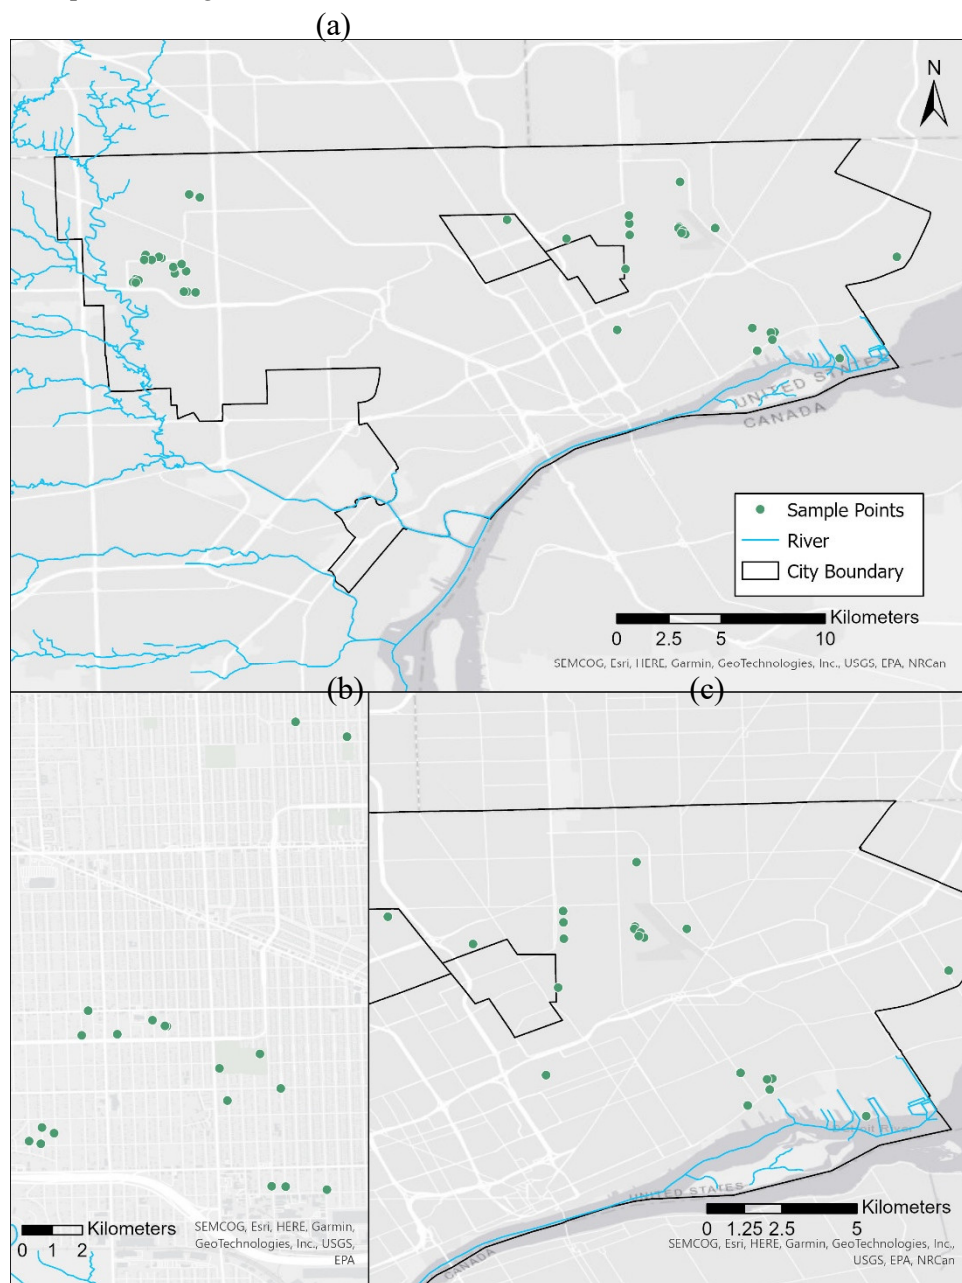 (a)
N
UNITED STATES
CANADA
Sample Points
River
City Boundary
Kilometers
0 2.5 5 10
SEMCOG, Esri, HERE, Garmin, GeoTechnologies, Inc., USGS, EPA, NRCan
(b)
(c)
Detroit River
UNITED STATES
CANADA
Kilometers
0 1 2
SEMCOG, Esri, HERE, Garmin,
GeoTechnologies, Inc., USGS,
EPA
Kilometers
0 1.25 2.5 5
SEMCOG, Esri, HERE, Garmin, GeoTechnologies, Inc.,
USGS, EPA, NRCan